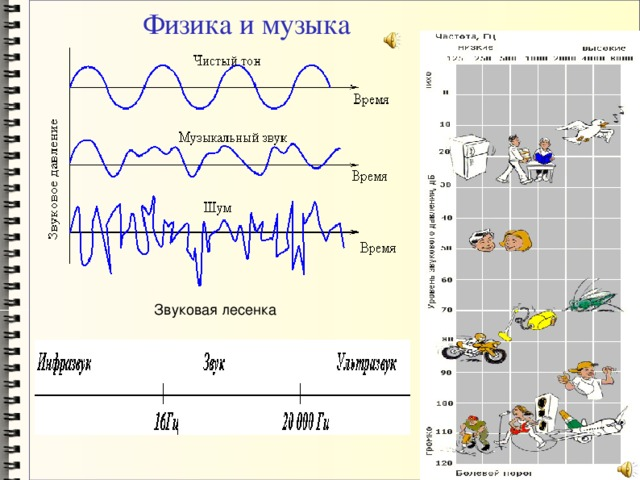 Физика и музыка
Звуковое давление
Чистый тон
Время
Музыкальный звук
Время
Шум
Время
Звуковая лесенка
Инфразвук Звук Ультразвук
16Гц 20 000 Гц
Частота, Гц
низкие высокие
125 250 500 1000 2000 4000 8000
тихо
Уровень звукового давления, дБ
громко
0
10
20
30
40
50
60
70
80
90
100
110
120
Болевой порог